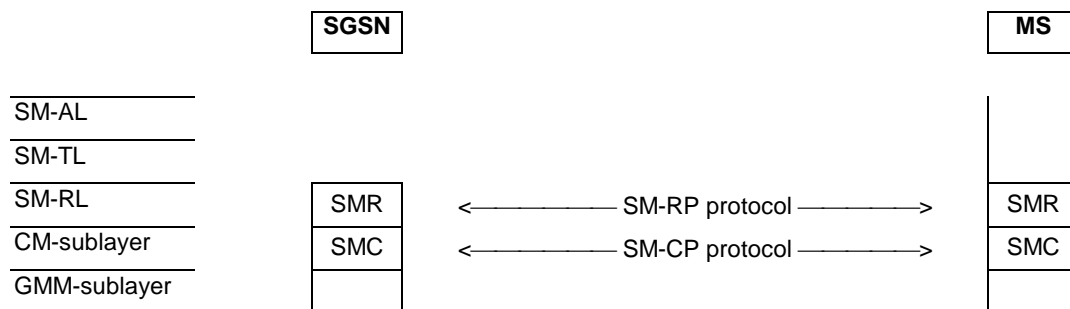 SGSN MS
SM-AL
SM-TL
SM-RL SMR <———— SM-RP protocol ————> SMR
CM-sublayer SMC <———— SM-CP protocol ————> SMC
GMM-sublayer